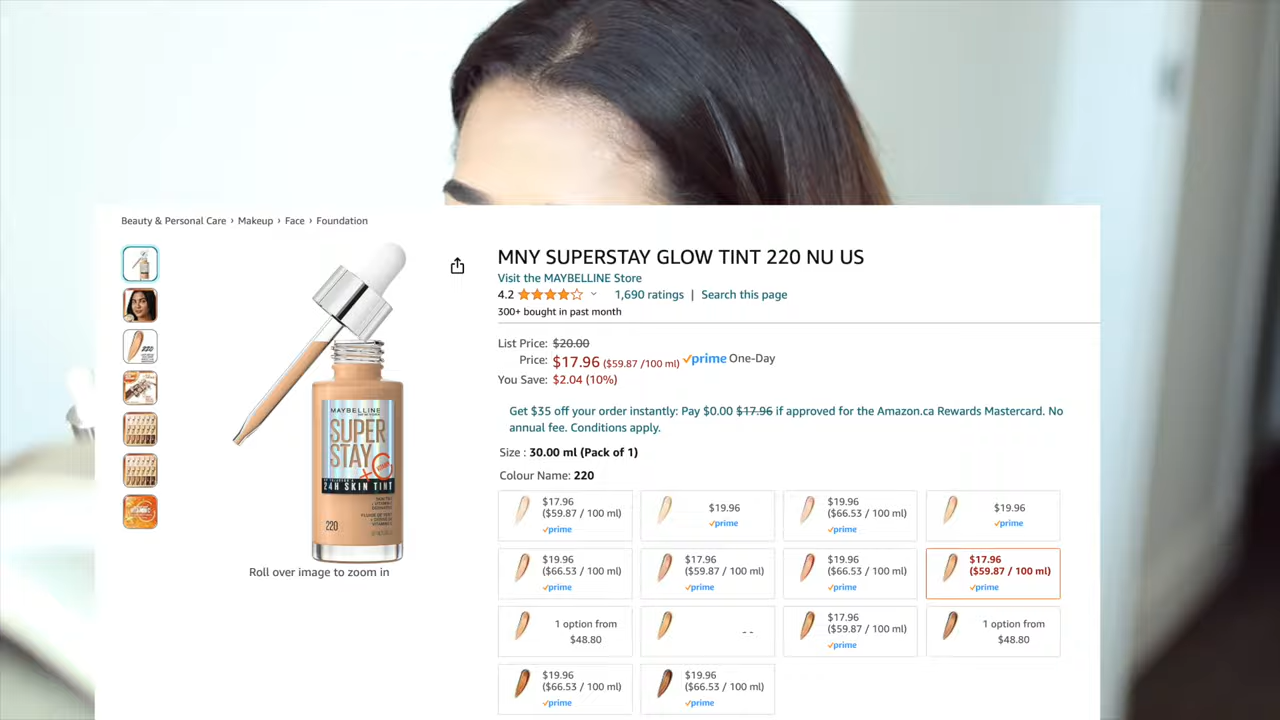 Beauty & Personal Care › Makeup › Face › Foundation
MNY SUPERSTAY GLOW TINT 220 NU US
Visit the MAYBELLINE Store
4.2
1,690 ratings | Search this page
300+ bought in past month
List Price: $20.00
Price: $17.96 ($59.87 /100 ml) prime One-Day
You Save: $2.04 (10%)
Get $35 off your order instantly: Pay $0.00 $17.96 if approved for the Amazon.ca Rewards Mastercard. No
annual fee. Conditions apply.
Size : 30.00 ml (Pack of 1)
Colour Name: 220
MAYBELLINE
SUPER
STAY
+C
24H SKIN TINT
220
Roll over image to zoom in
$17.96
($59.87 / 100 ml)
prime
$19.96
prime
$19.96
($66.53 / 100 ml)
prime
$19.96
prime
$19.96
($66.53 / 100 ml)
prime
$17.96
($59.87 / 100 ml)
prime
$19.96
($66.53 / 100 ml)
prime
$17.96
($59.87 / 100 ml)
prime
1 option from
$48.80
--
$17.96
($59.87 / 100 ml)
prime
1 option from
$48.80
$19.96
($66.53 / 100 ml)
prime
$19.96
($66.53 / 100 ml)
prime